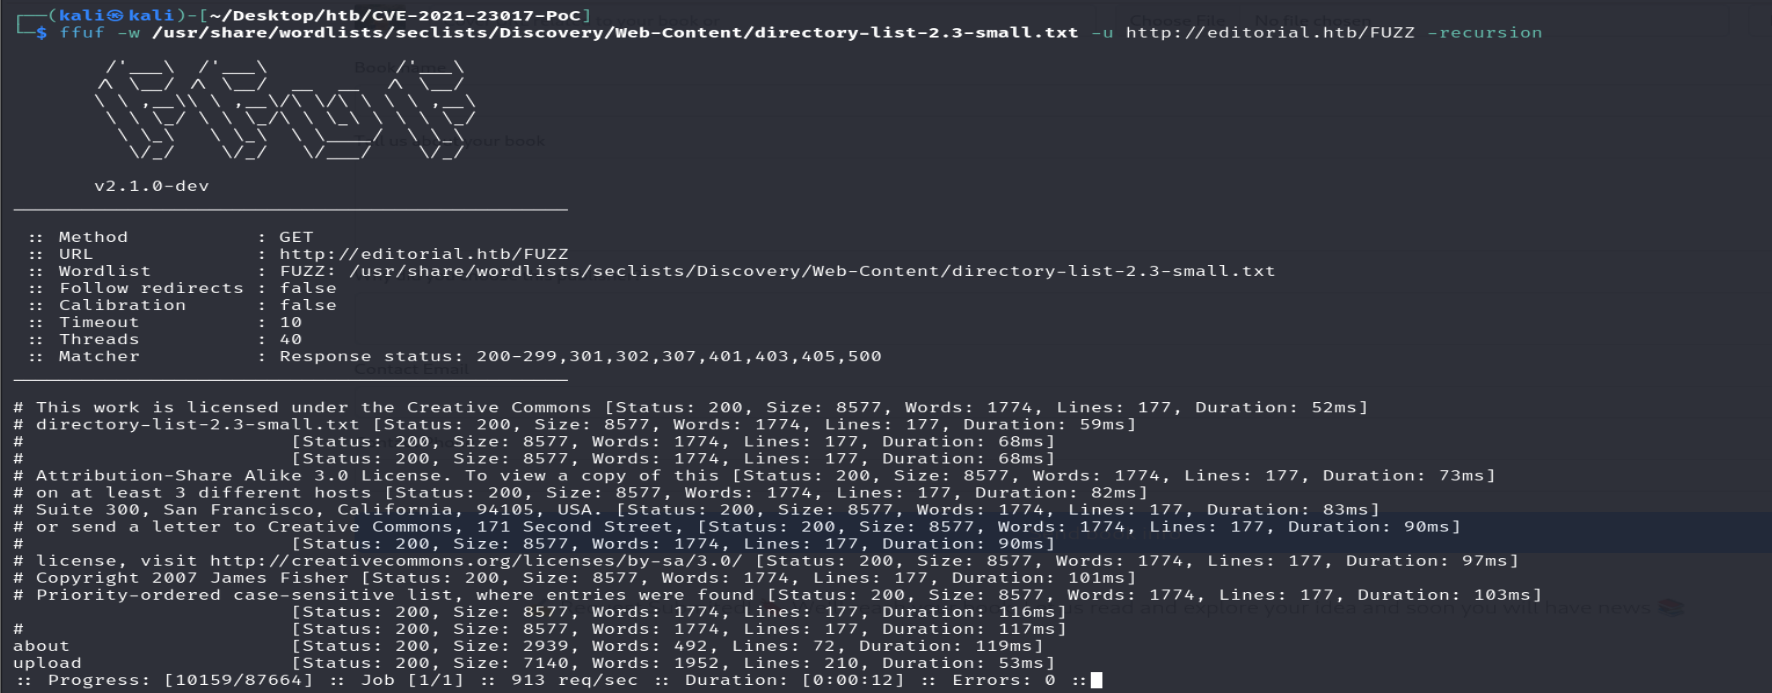 ┌──(kali㉿kali)-[~/Desktop/htb/CVE-2021-23017-PoC]
└─$ ffuf -w /usr/share/wordlists/seclists/Discovery/Web-Content/directory-list-2.3-small.txt -u http://editorial.htb/FUZZ -recursion
v2.1.0-dev
:: Method : GET
:: URL : http://editorial.htb/FUZZ
:: Wordlist : FUZZ: /usr/share/wordlists/seclists/Discovery/Web-Content/directory-list-2.3-small.txt
:: Follow redirects : false
:: Calibration : false
:: Timeout : 10
:: Threads : 40
:: Matcher : Response status: 200-299,301,302,307,401,403,405,500
# This work is licensed under the Creative Commons [Status: 200, Size: 8577, Words: 1774, Lines: 177, Duration: 52ms]
# directory-list-2.3-small.txt [Status: 200, Size: 8577, Words: 1774, Lines: 177, Duration: 59ms]
# [Status: 200, Size: 8577, Words: 1774, Lines: 177, Duration: 68ms]
# [Status: 200, Size: 8577, Words: 1774, Lines: 177, Duration: 68ms]
# Attribution-Share Alike 3.0 License. To view a copy of this [Status: 200, Size: 8577, Words: 1774, Lines: 177, Duration: 73ms]
# on at least 3 different hosts [Status: 200, Size: 8577, Words: 1774, Lines: 177, Duration: 82ms]
# Suite 300, San Francisco, California, 94105, USA. [Status: 200, Size: 8577, Words: 1774, Lines: 177, Duration: 83ms]
# or send a letter to Creative Commons, 171 Second Street, [Status: 200, Size: 8577, Words: 1774, Lines: 177, Duration: 90ms]
# [Status: 200, Size: 8577, Words: 1774, Lines: 177, Duration: 90ms]
# license, visit http://creativecommons.org/licenses/by-sa/3.0/ [Status: 200, Size: 8577, Words: 1774, Lines: 177, Duration: 97ms]
# Copyright 2007 James Fisher [Status: 200, Size: 8577, Words: 1774, Lines: 177, Duration: 101ms]
# Priority-ordered case-sensitive list, where entries were found [Status: 200, Size: 8577, Words: 1774, Lines: 177, Duration: 103ms]
[Status: 200, Size: 8577, Words: 1774, Lines: 177, Duration: 116ms]
# [Status: 200, Size: 8577, Words: 1774, Lines: 177, Duration: 117ms]
about [Status: 200, Size: 2939, Words: 492, Lines: 72, Duration: 119ms]
upload [Status: 200, Size: 7140, Words: 1952, Lines: 210, Duration: 53ms]
:: Progress: [10159/87664] :: Job [1/1] :: 913 req/sec :: Duration: [0:00:12] :: Errors: 0 ::